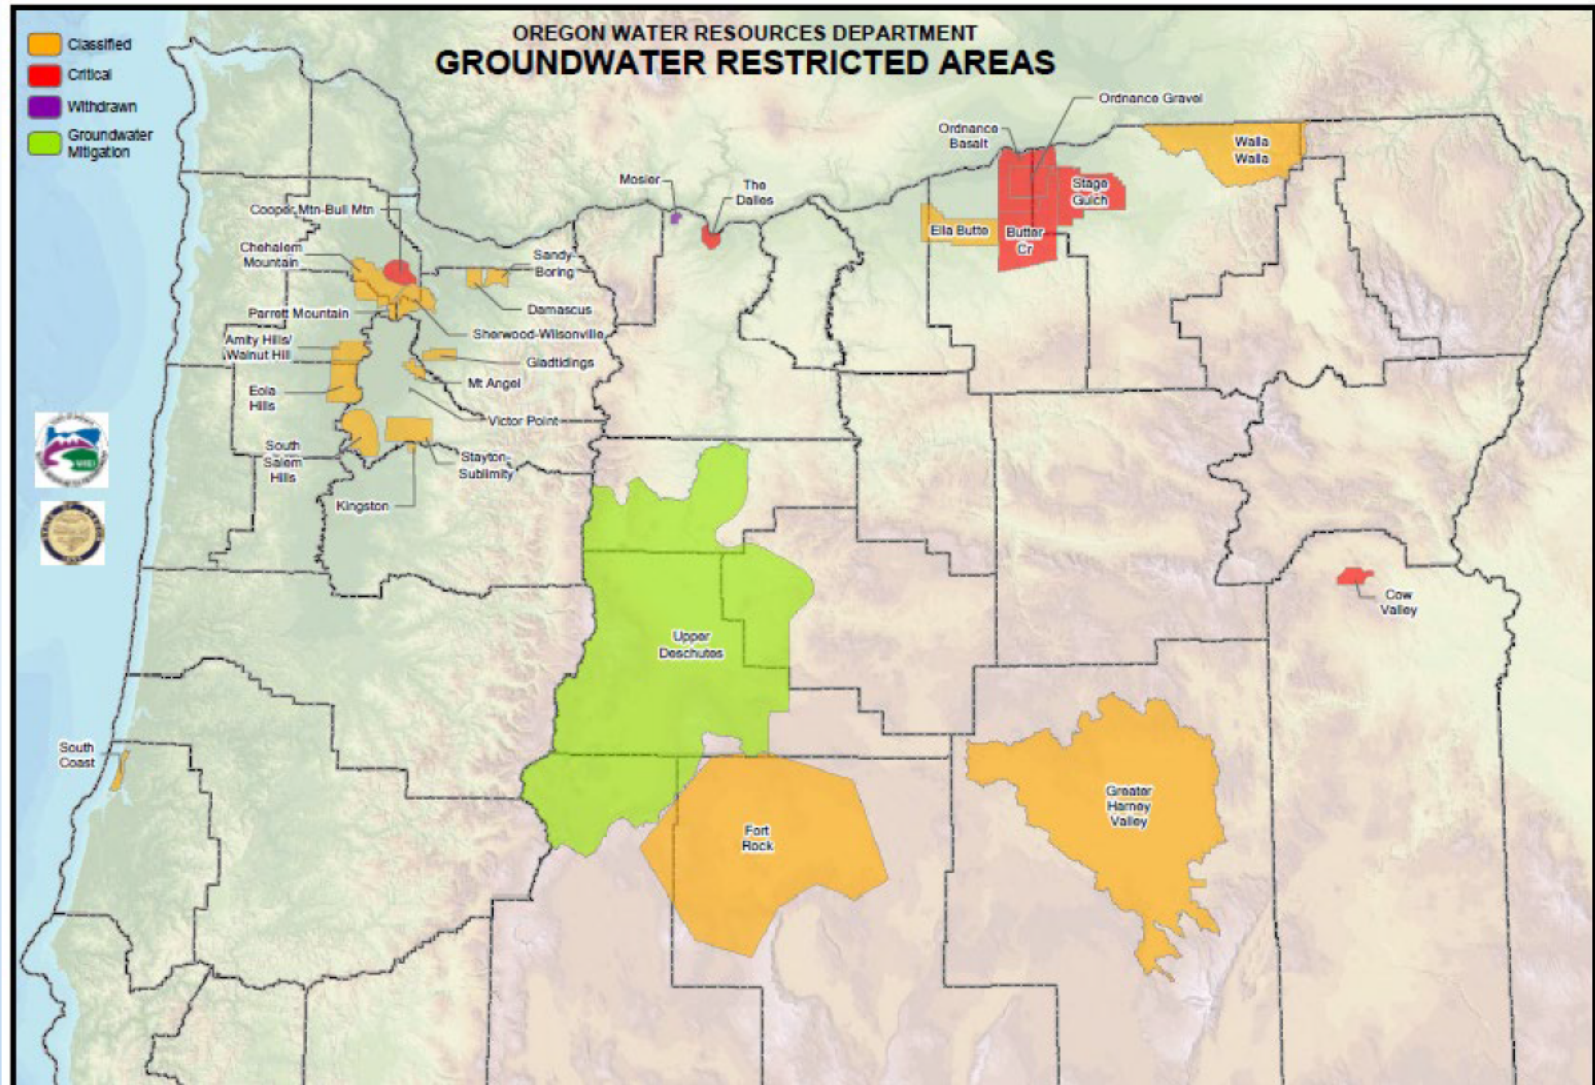 OREGON WATER RESOURCES DEPARTMENT
GROUNDWATER RESTRICTED AREAS
Classified
Critical
Withdrawn
Groundwater
Mitigation
Ordnance Gravel
Ordnance
Basalt
Walla
Walla
Mosier
The
Dalles
Stage
Gulch
Cooper Mtn-Bull Mtn
Ella Butte
Butter
Cr
Chehalem
Mountain
Sandy-
Boring
Parrett Mountain
Damascus
Sherwood-Wilsonville
Amity Hills/
Walnut Hill
Gladtidings
Mt Angel
Eola
Hills
Victor Point
South
Salem
Hills
Stayton-
Sublimity
Kingston
Cow
Valley
Upper
Deschutes
South
Coast
Greater
Harney
Valley
Fort
Rock